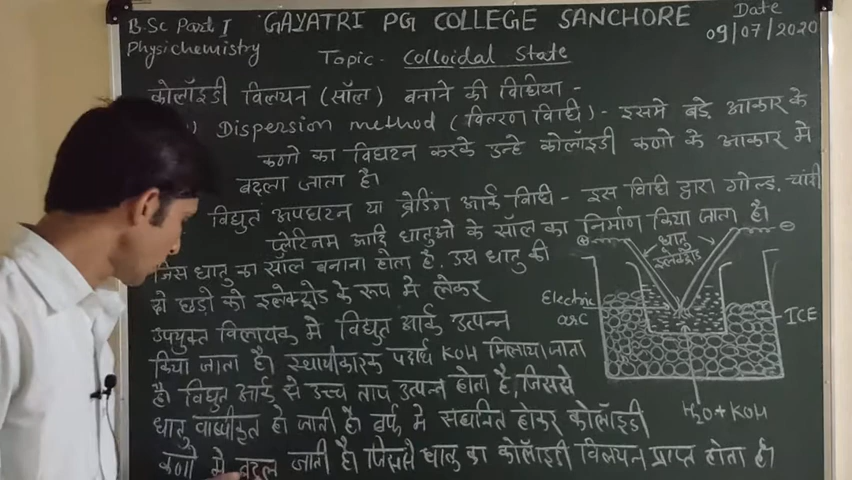 B.Sc Part I GAYATRI PG COLLEGE SANCHORE Date
Physichemistry Topic - Colloidal State 09/07/2020
कोलॉइडी विलयन (सॉल) बनाने की विधिया -
) Dispersion method (वितरण विधि) - इसमे बड़े आकार के
कणो का विघटन करके उन्हे कोलॉइडी कणो के आकार मे
बदला जाता है।
विद्युत अपघटन या ब्रेडिंग आर्क विधि - इस विधि द्वारा गोल्ड, चांदी
प्लेटिनम आदि धातुओ के सॉल का निर्माण किया जाता है।
जिस धातु का सॉल बनाना होता है, उस धातु की
दो छड़ो को इलेक्ट्रोड के रूप मे लेकर
उपयुक्त विलायक मे विद्युत आर्क उत्पन्न
किया जाता है। स्थायीकारक पदार्थ KOH मिलाया जाता
है। विद्युत आर्क से उच्च ताप उत्पन्न होता है, जिससे
धातु वाष्पीकृत हो जाती है। बर्फ मे संघनित होकर कोलॉइडी
कणो मे बदल जाती है। जिससे धातु का कोलॉइडी विलयन प्राप्त होता है।
⊕ ⊖
धातु
इलेक्ट्रोड
Electric
arc
ICE
H2O + KOH